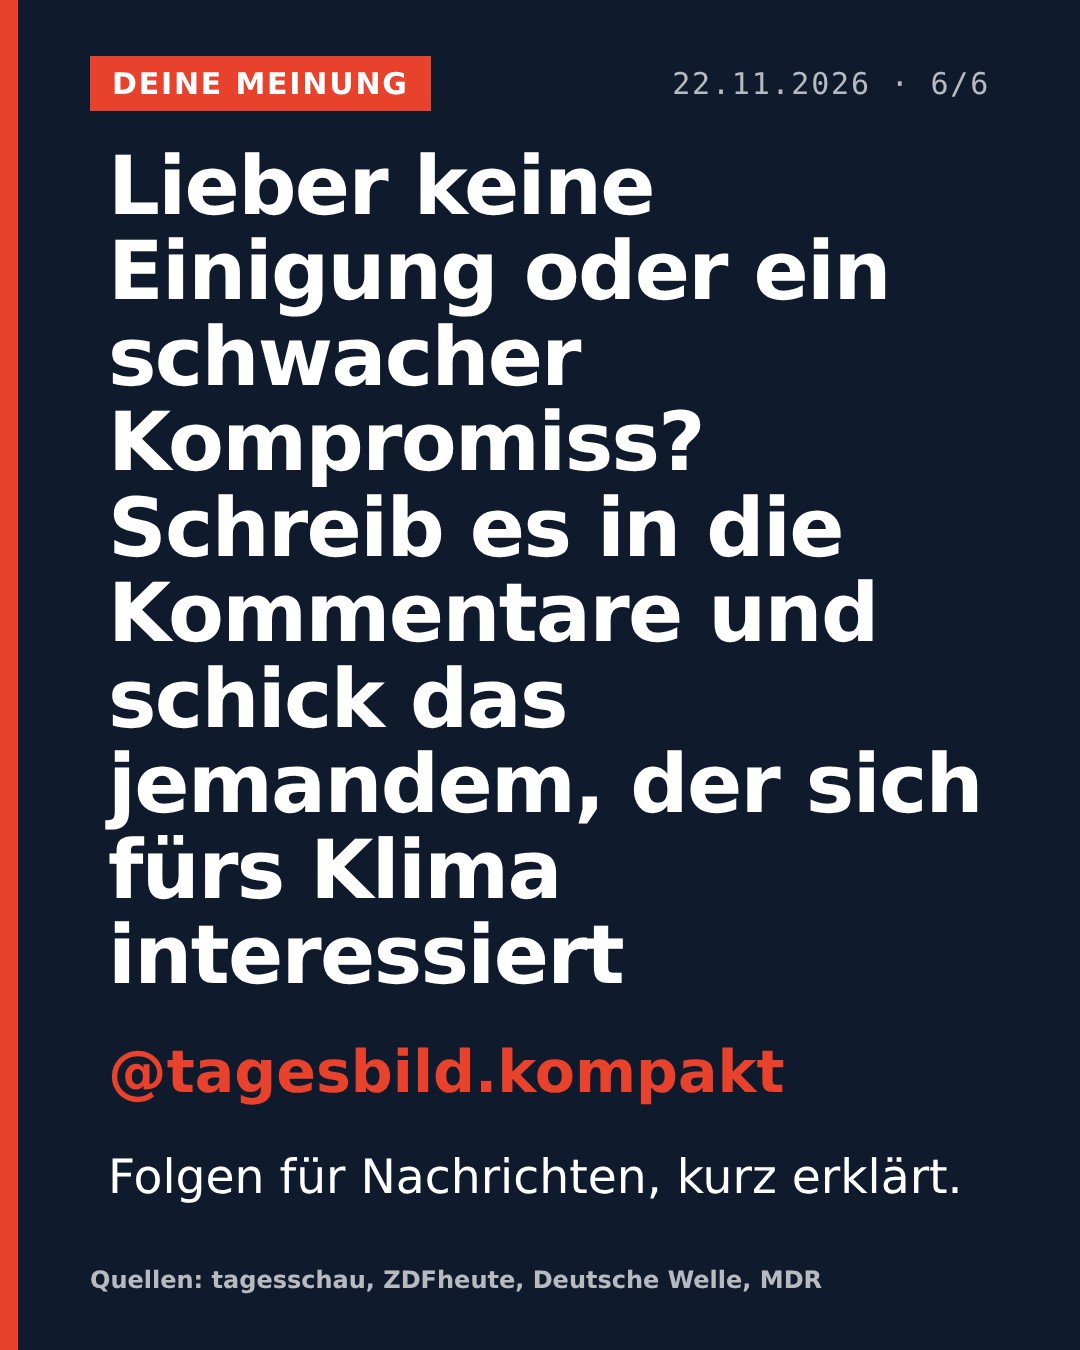 DEINE MEINUNG
22.11.2026 · 6/6
Lieber keine
Einigung oder ein
schwacher
Kompromiss?
Schreib es in die
Kommentare und
schick das
jemandem, der sich
fürs Klima
interessiert
@tagesbild.kompakt
Folgen für Nachrichten, kurz erklärt.
Quellen: tagesschau, ZDFheute, Deutsche Welle, MDR